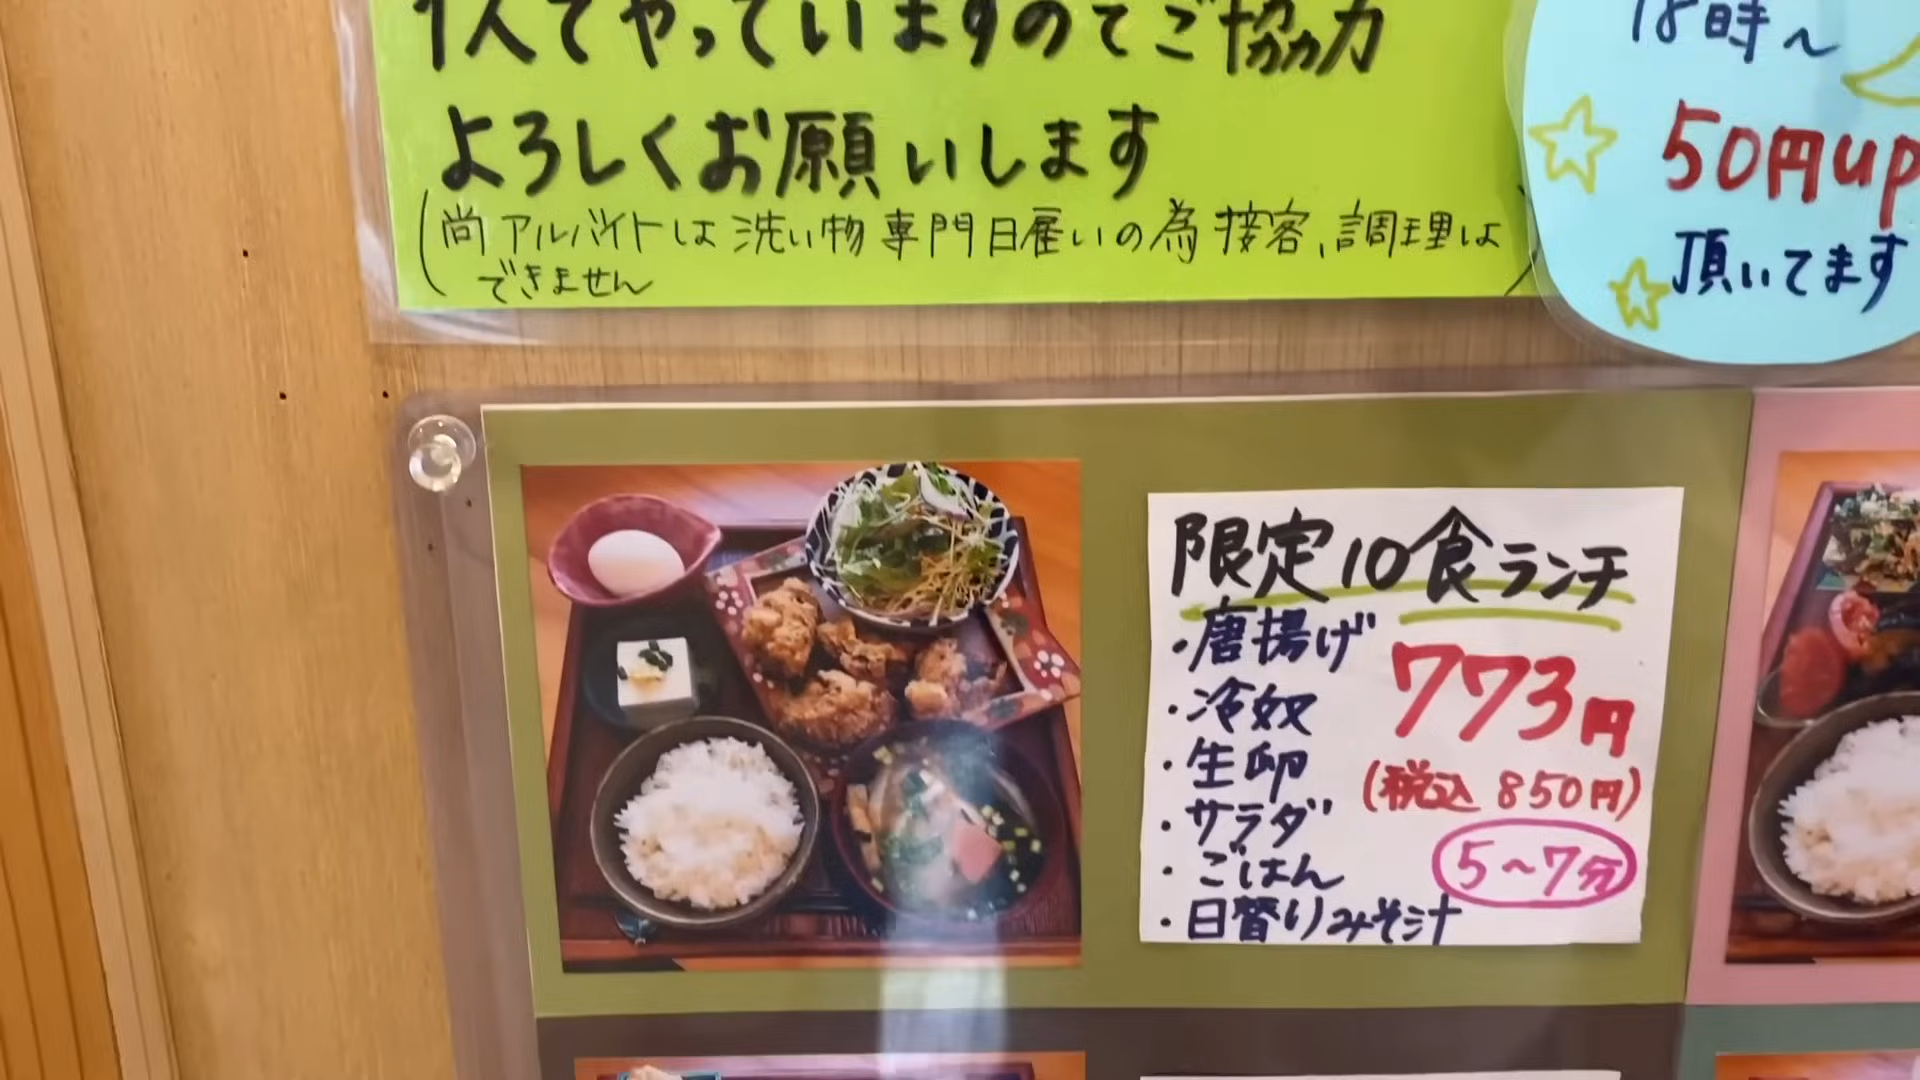 1人でやっていますのでご協力
よろしくお願いします
(尚アルバイトは洗い物専門日雇いの為接客、調理は
できません)
18時〜
50円up
頂いてます
限定10食ランチ
・唐揚げ
・冷奴
・生卵
・サラダ
・ごはん
・日替りみそ汁
773円
(税込 850円)
5〜7分